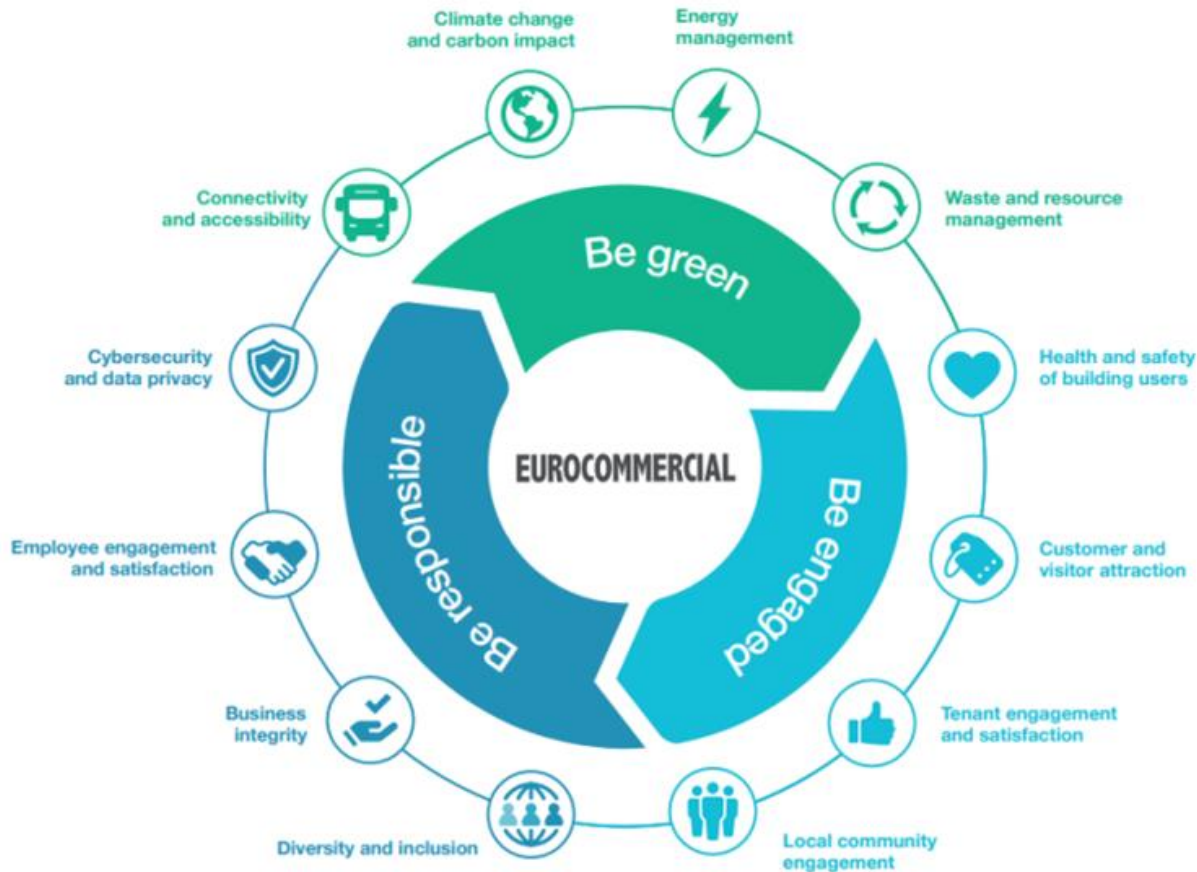 Climate change
and carbon impact
Energy
management
Connectivity
and accessibility
Waste and resource
management
Be green
Cybersecurity
and data privacy
Health and safety
of building users
EUROCOMMERCIAL
Be responsible
Be engaged
Employee engagement
and satisfaction
Customer and
visitor attraction
Business
integrity
Tenant engagement
and satisfaction
Diversity and inclusion
Local community
engagement